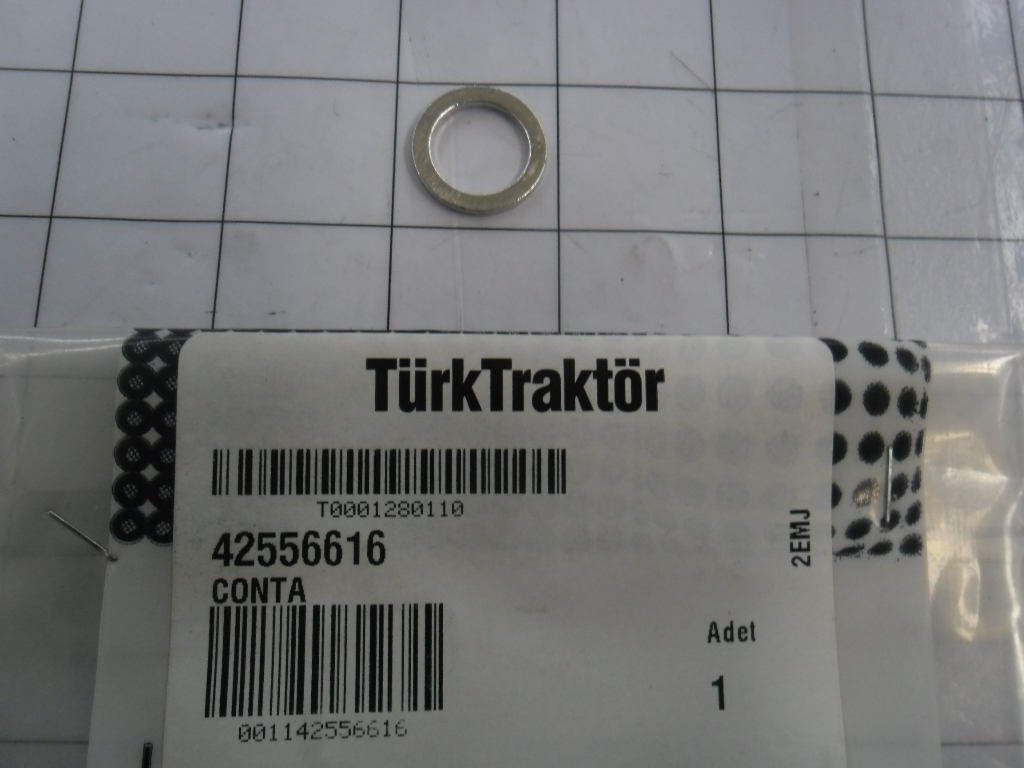 TürkTraktör
T0001280110
42556616
CONTA
2EMJ
Adet
1
001142556616